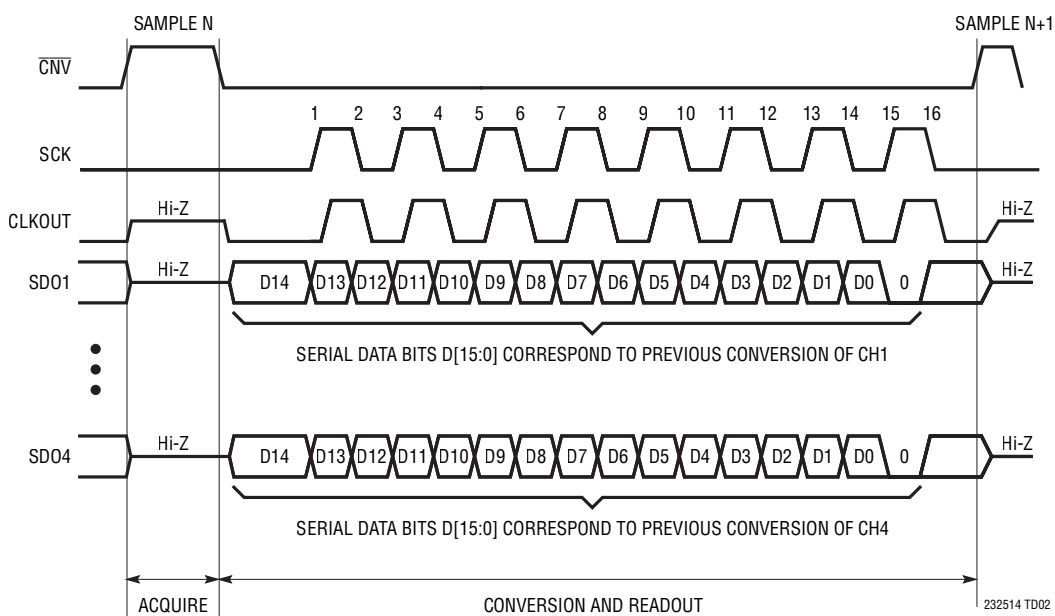 SAMPLE N
SAMPLE N+1
CNV
1 2 3 4 5 6 7 8 9 10 11 12 13 14 15 16
SCK
Hi-Z
Hi-Z
CLKOUT
SDO1
Hi-Z
D14 D13 D12 D11 D10 D9 D8 D7 D6 D5 D4 D3 D2 D1 D0 0
Hi-Z
SERIAL DATA BITS D[15:0] CORRESPOND TO PREVIOUS CONVERSION OF CH1
SDO4
Hi-Z
D14 D13 D12 D11 D10 D9 D8 D7 D6 D5 D4 D3 D2 D1 D0 0
Hi-Z
SERIAL DATA BITS D[15:0] CORRESPOND TO PREVIOUS CONVERSION OF CH4
ACQUIRE
CONVERSION AND READOUT
232514 TD02